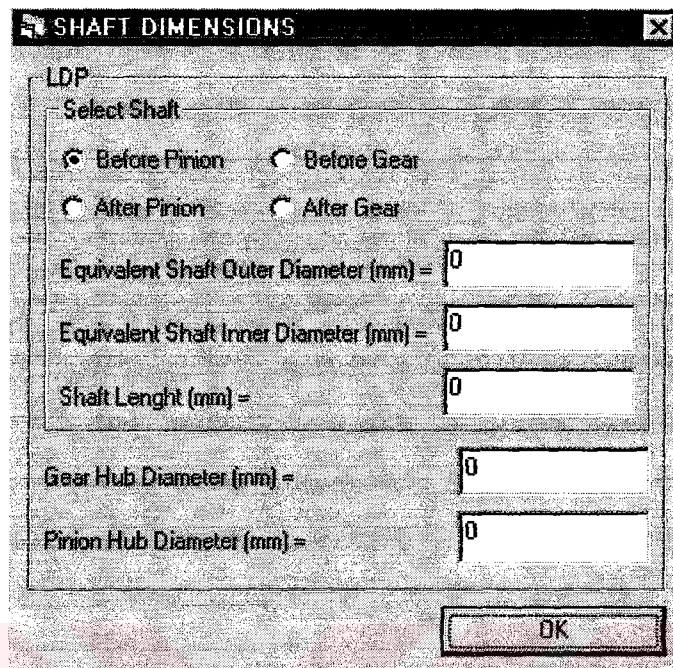 SHAFT DIMENSIONS
LDP
Select Shaft
Before Pinion Before Gear
After Pinion After Gear
Equivalent Shaft Outer Diameter (mm) = 0
Equivalent Shaft Inner Diameter (mm) = 0
Shaft Lenght (mm) = 0
Gear Hub Diameter (mm) = 0
Pinion Hub Diameter (mm) = 0
OK